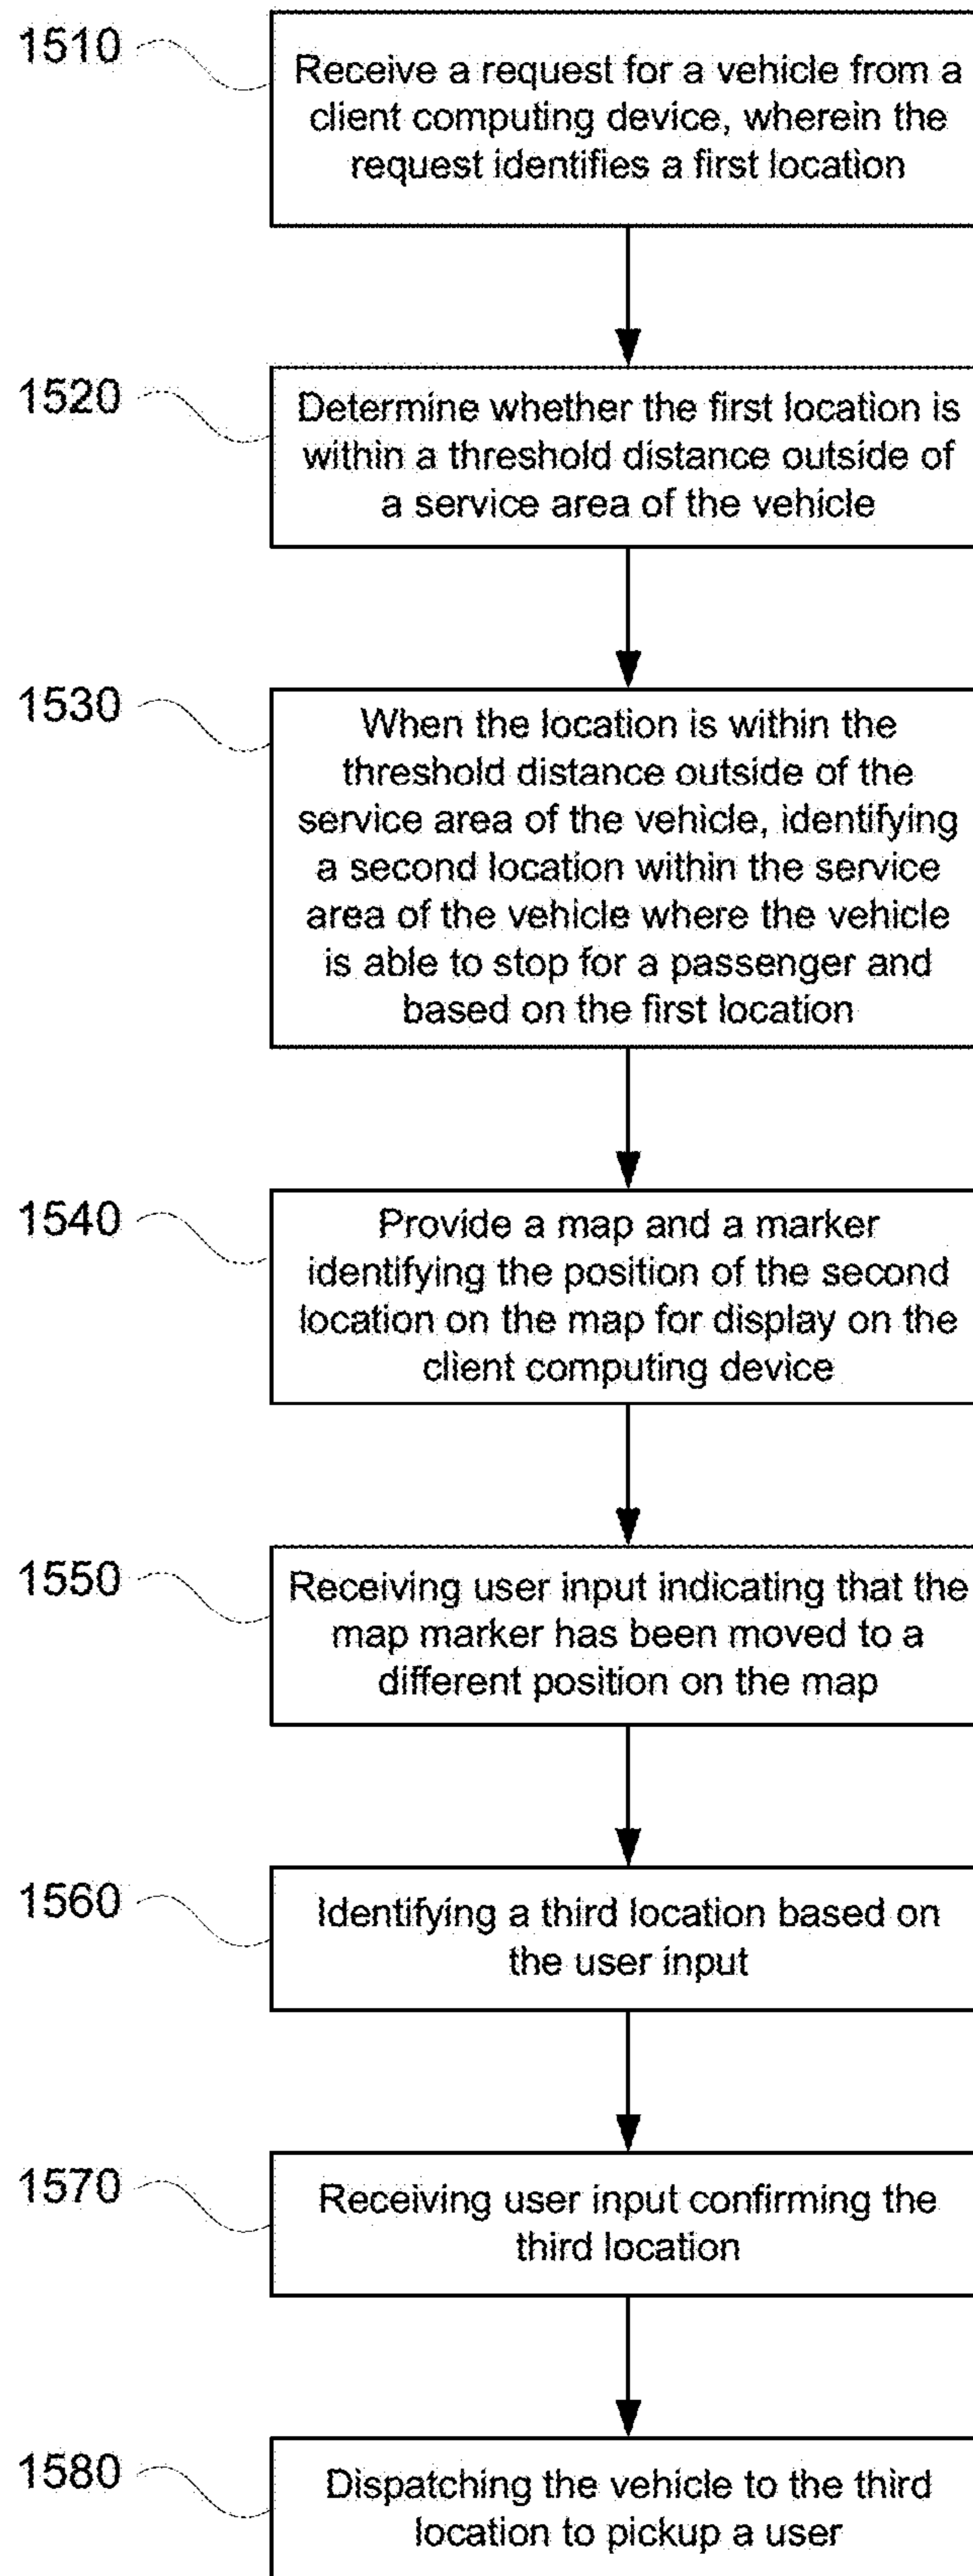 1510
Receive a request for a vehicle from a
client computing device, wherein the
request identifies a first location
1520
Determine whether the first location is
within a threshold distance outside of
a service area of the vehicle
1530
When the location is within the
threshold distance outside of the
service area of the vehicle, identifying
a second location within the service
area of the vehicle where the vehicle
is able to stop for a passenger and
based on the first location
1540
Provide a map and a marker
identifying the position of the second
location on the map for display on the
client computing device
1550
Receiving user input indicating that the
map marker has been moved to a
different position on the map
1560
Identifying a third location based on
the user input
1570
Receiving user input confirming the
third location
1580
Dispatching the vehicle to the third
location to pickup a user